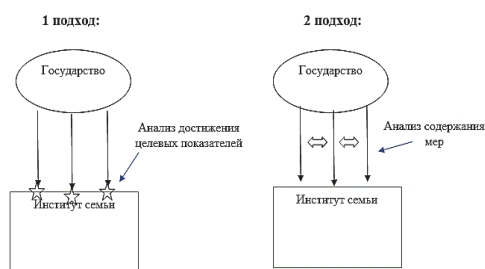 1 подход:
2 подход:
Государство
Государство
Анализ достижения
целевых показателей
Анализ содержания
мер
Институт семьи
Институт семьи